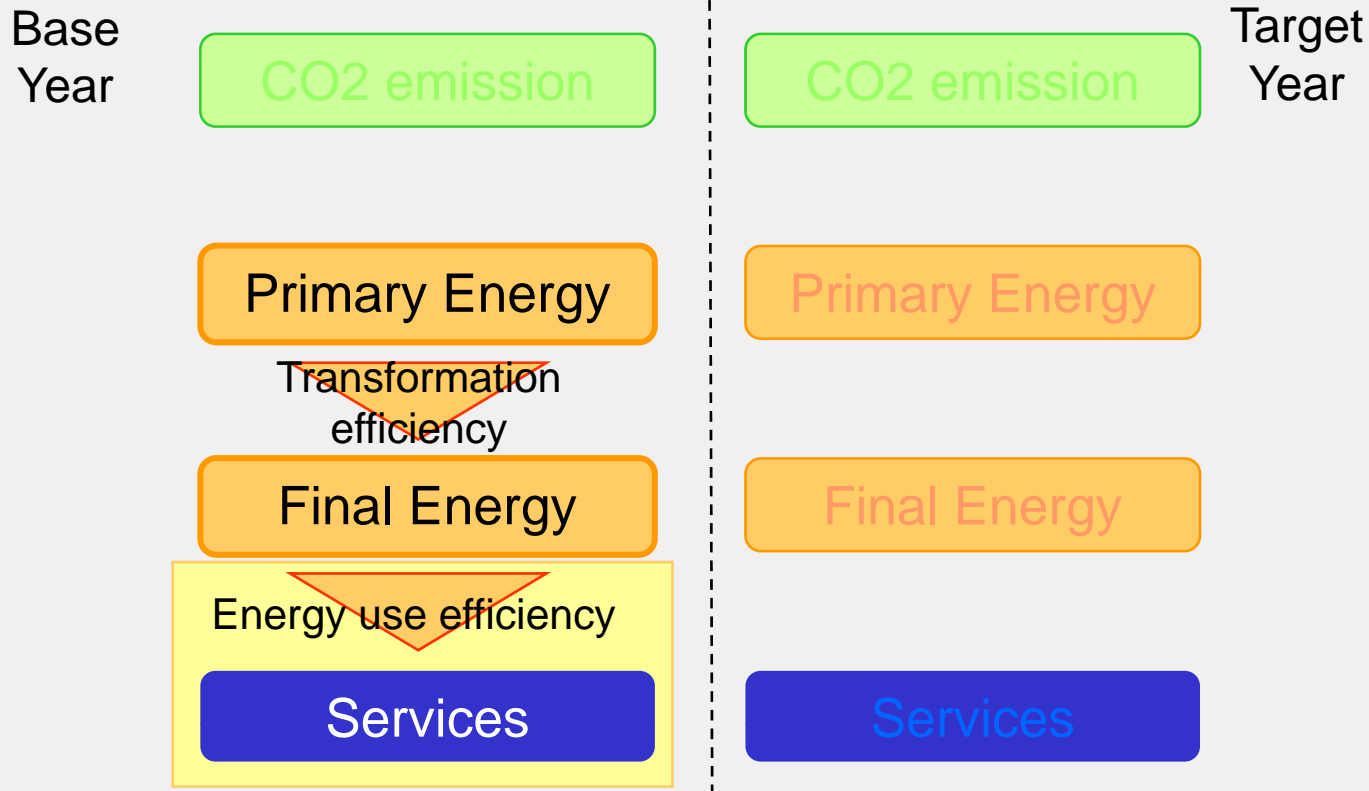 Base
Year
CO2 emission
CO2 emission
Target
Year
Primary Energy
Primary Energy
Transformation
efficiency
Final Energy
Final Energy
Energy use efficiency
Services
Services